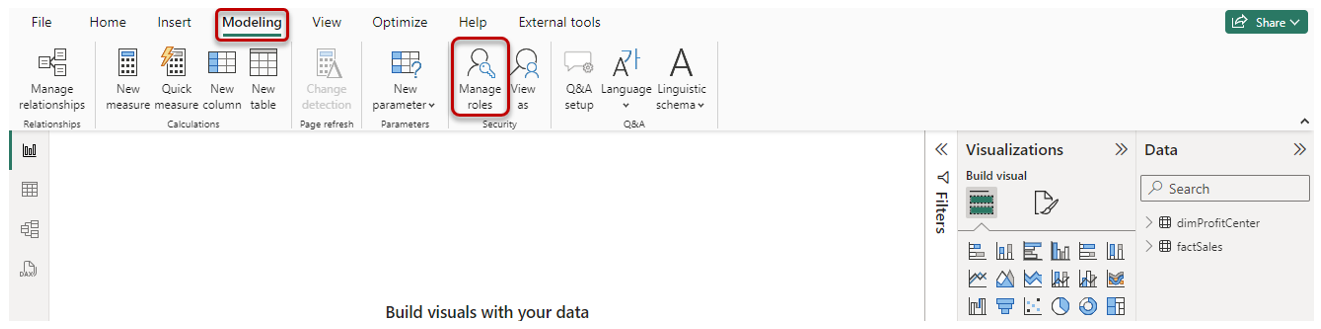 File Home Insert Modeling View Optimize Help External tools Share
Manage relationships
New measure
Quick measure
New column
New table
Change detection
New parameter
Manage roles
View as
Q&A setup
Language
Linguistic schema
Relationships Calculations Page refresh Parameters Security Q&A
Filters
Visualizations
Build visual
Data
Search
dimProfitCenter
factSales
DAX
Build visuals with your data